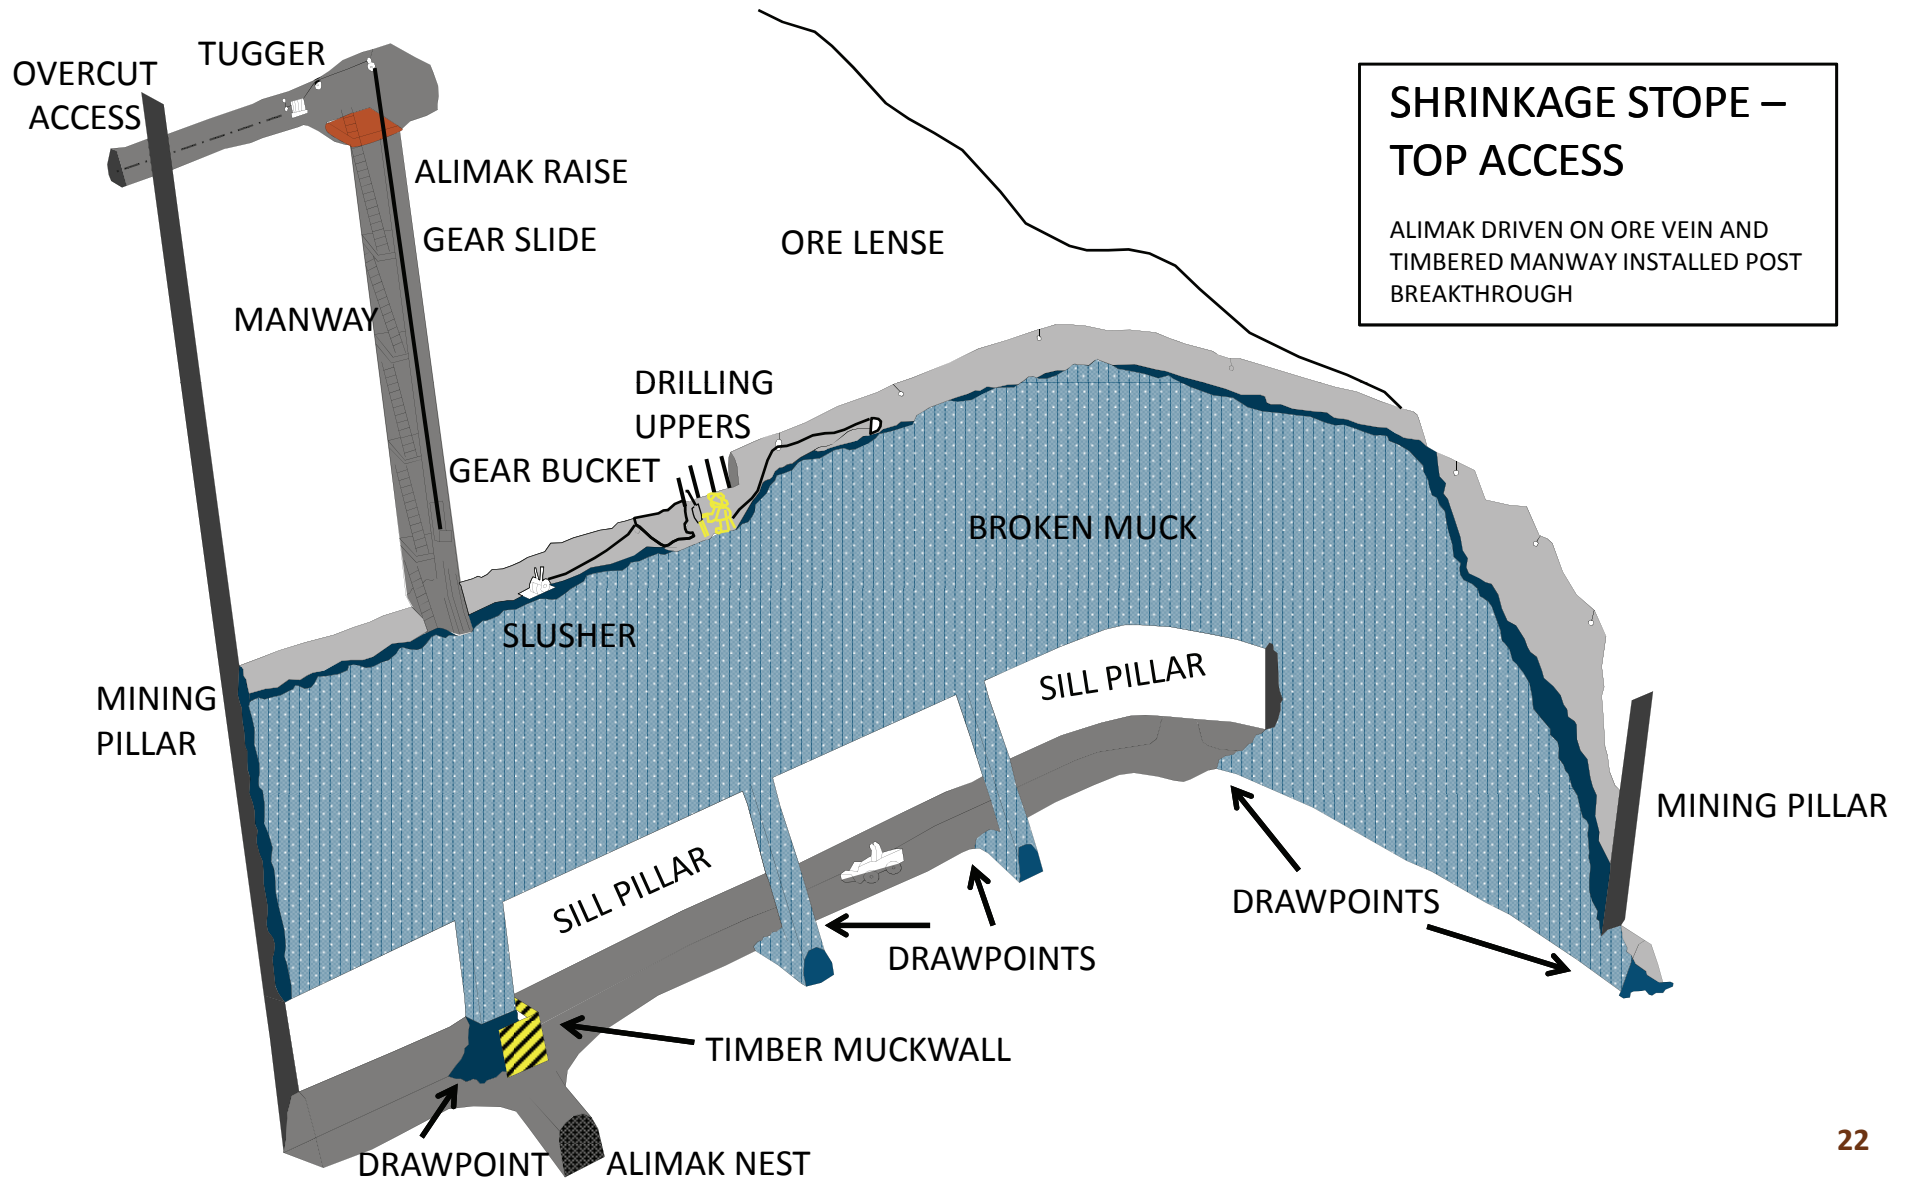 TUGGER
OVERCUT
ACCESS
SHRINKAGE STOPE –
TOP ACCESS
ALIMAK DRIVEN ON ORE VEIN AND
TIMBERED MANWAY INSTALLED POST
BREAKTHROUGH
ALIMAK RAISE
GEAR SLIDE
ORE LENSE
MANWAY
DRILLING
UPPERS
GEAR BUCKET
BROKEN MUCK
SLUSHER
SILL PILLAR
MINING
PILLAR
MINING PILLAR
SILL PILLAR
DRAWPOINTS
DRAWPOINTS
TIMBER MUCKWALL
DRAWPOINT
ALIMAK NEST
22